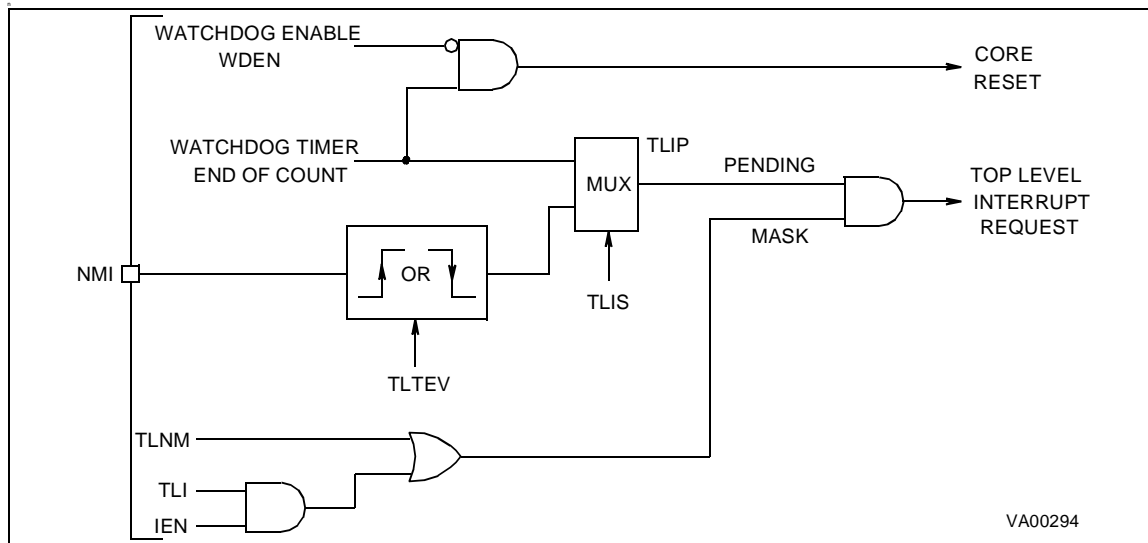 WATCHDOG ENABLE
WDEN
CORE
RESET
WATCHDOG TIMER
END OF COUNT
TLIP
MUX
PENDING
MASK
TOP LEVEL
INTERRUPT
REQUEST
NMI
OR
TLIS
TLTEV
TLNM
TLI
IEN
VA00294